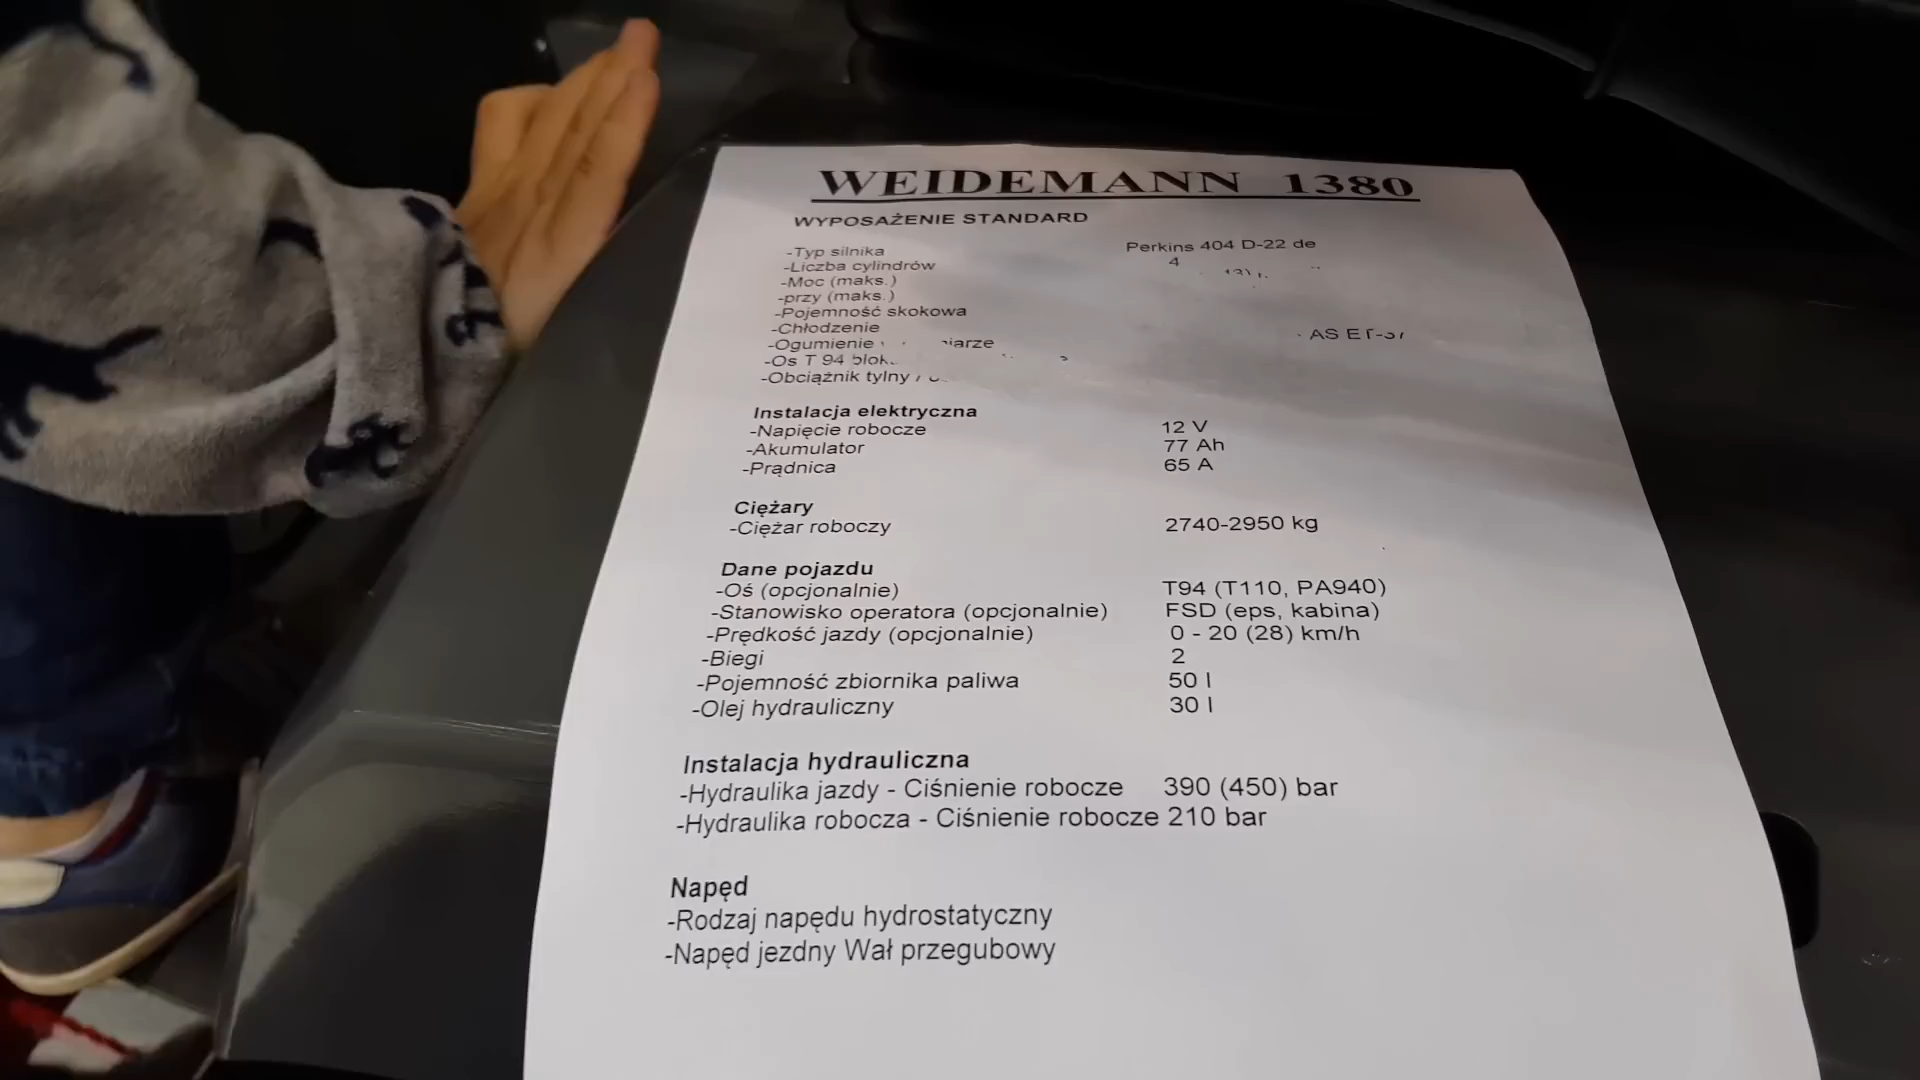 WEIDEMANN 1380
WYPOSAŻENIE STANDARD
-Typ silnika Perkins 404 D-22 de
-Liczba cylindrów 4
-Moc (maks.)
-przy (maks.)
-Pojemność skokowa
-Chłodzenie
-Ogumienie AS ET-
-Os T 94
-Obciążnik tylny /
Instalacja elektryczna
-Napięcie robocze 12 V
-Akumulator 77 Ah
-Prądnica 65 A
Ciężary
-Ciężar roboczy 2740-2950 kg
Dane pojazdu
-Oś (opcjonalnie) T94 (T110, PA940)
-Stanowisko operatora (opcjonalnie) FSD (eps, kabina)
-Prędkość jazdy (opcjonalnie) 0 - 20 (28) km/h
-Biegi 2
-Pojemność zbiornika paliwa 50 l
-Olej hydrauliczny 30 l
Instalacja hydrauliczna
-Hydraulika jazdy - Ciśnienie robocze 390 (450) bar
-Hydraulika robocza - Ciśnienie robocze 210 bar
Napęd
-Rodzaj napędu hydrostatyczny
-Napęd jezdny Wał przegubowy